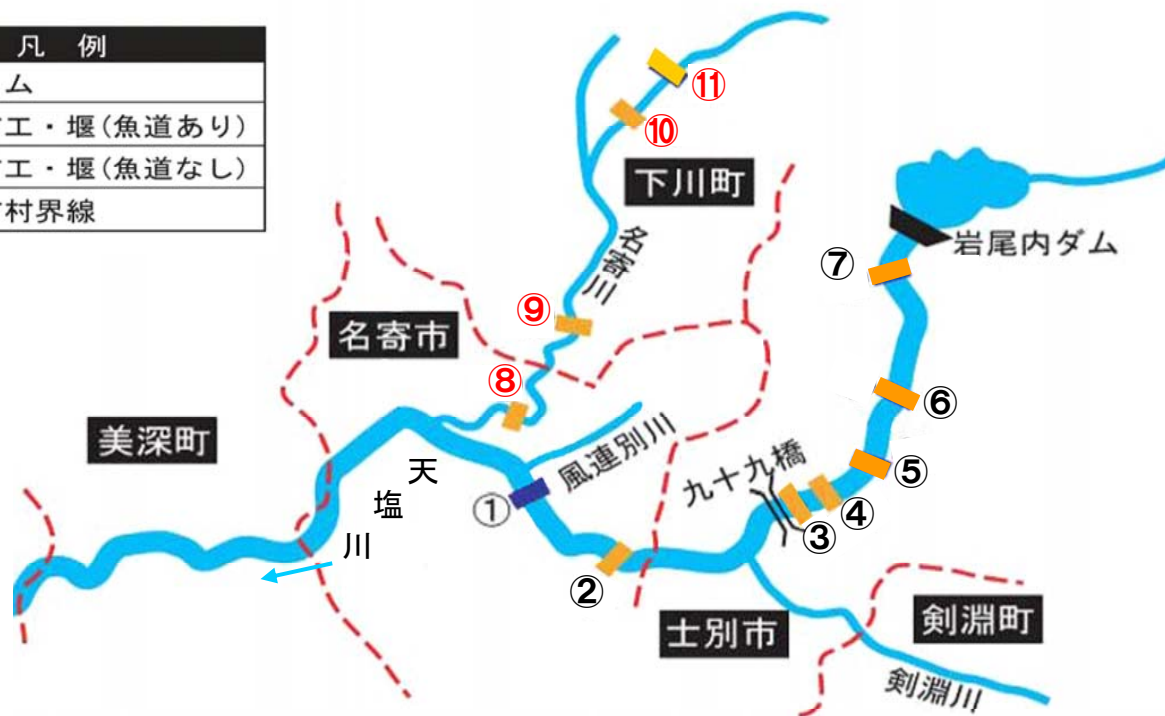 凡 例
ム
工・堰(魚道あり)
工・堰(魚道なし)
村界線
⑪
⑩
下川町
名寄川
岩尾内ダム
⑦
⑨
名寄市
⑧
⑥
美深町
風連別川
九十九橋
⑤
天塩川
①
④
③
②
士別市
剣淵町
剣淵川